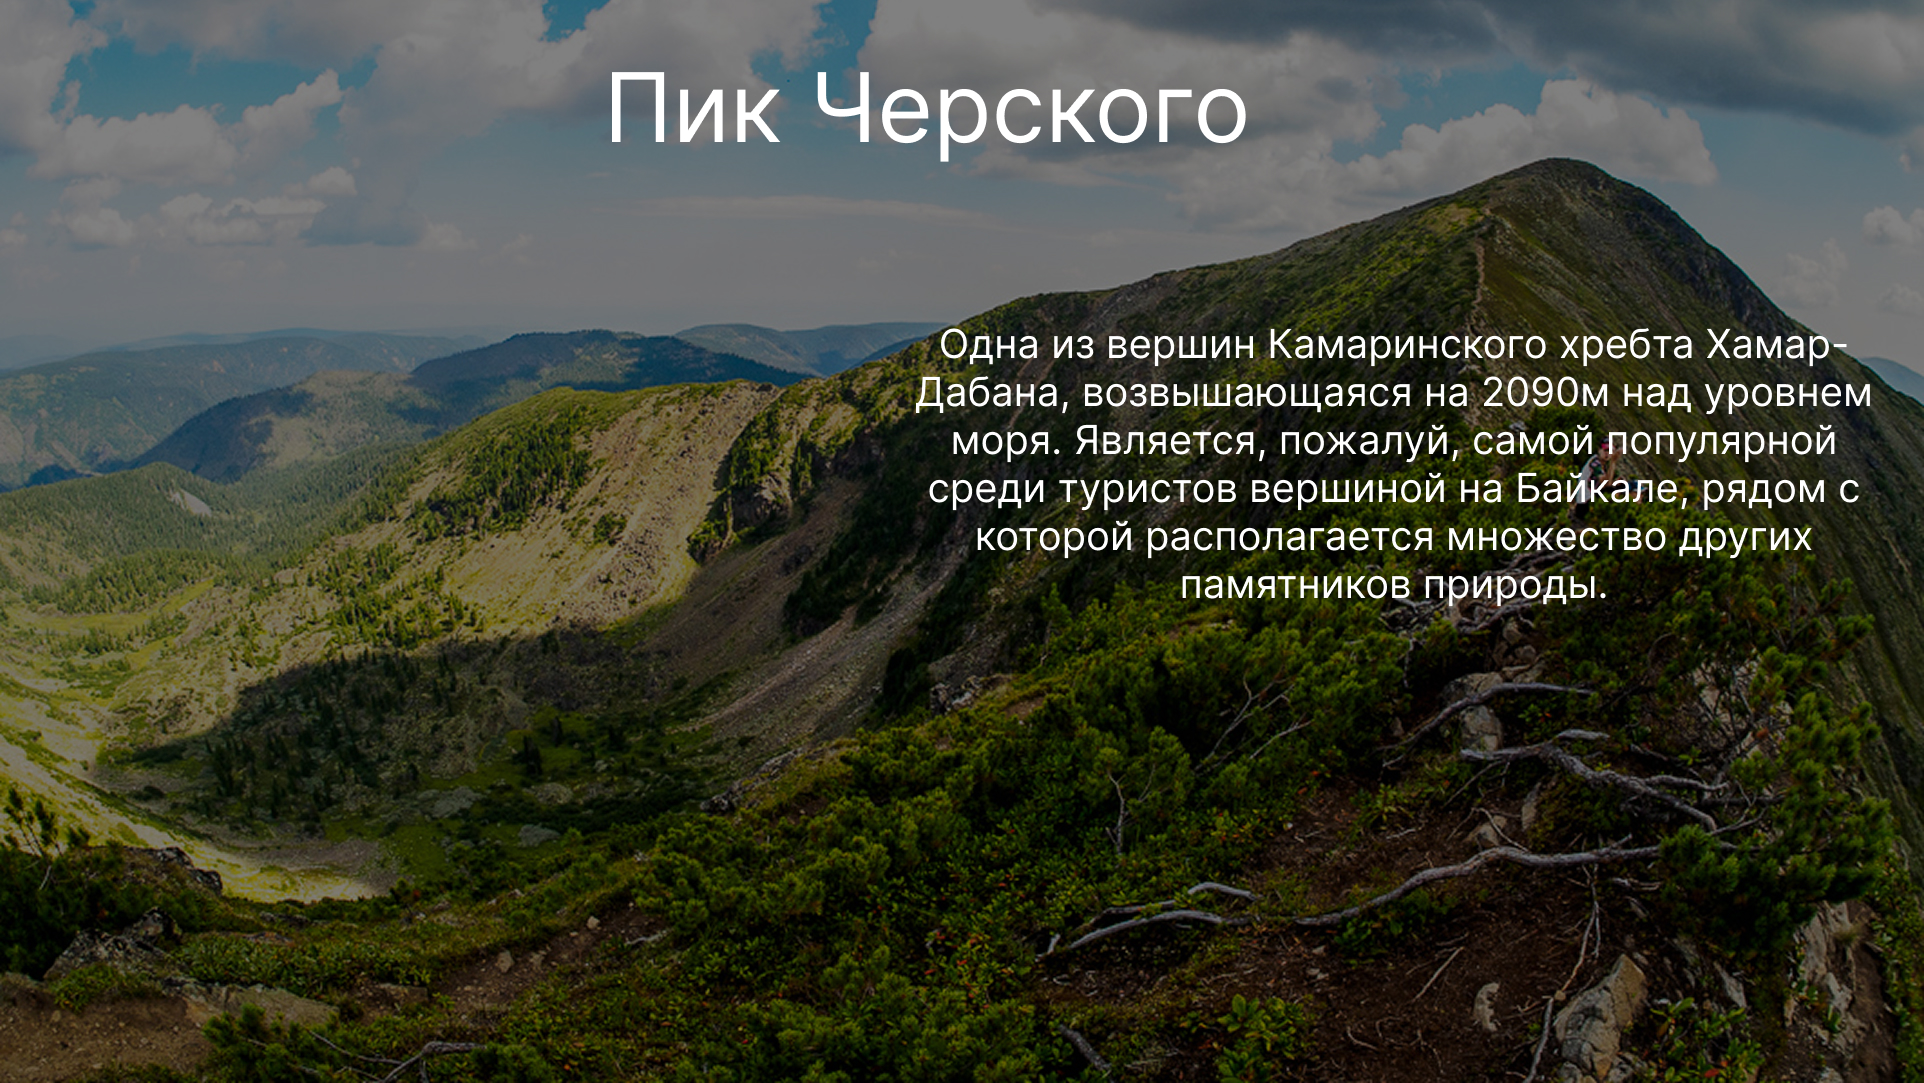 Пик Черского
Одна из вершин Камаринского хребта Хамар-
Дабана, возвышающаяся на 2090м над уровнем
моря. Является, пожалуй, самой популярной
среди туристов вершиной на Байкале, рядом с
которой располагается множество других
памятников природы.